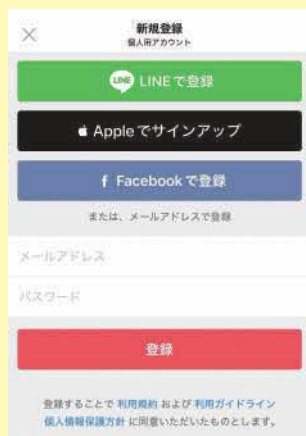 新規登録
個人用アカウント
LINE LINEで登録
Appleでサインアップ
f Facebookで登録
または、メールアドレスで登録
メールアドレス
パスワード
登録
登録することで 利用規約 および 利用ガイドライン
個人情報保護方針 に同意いただいたものとします。